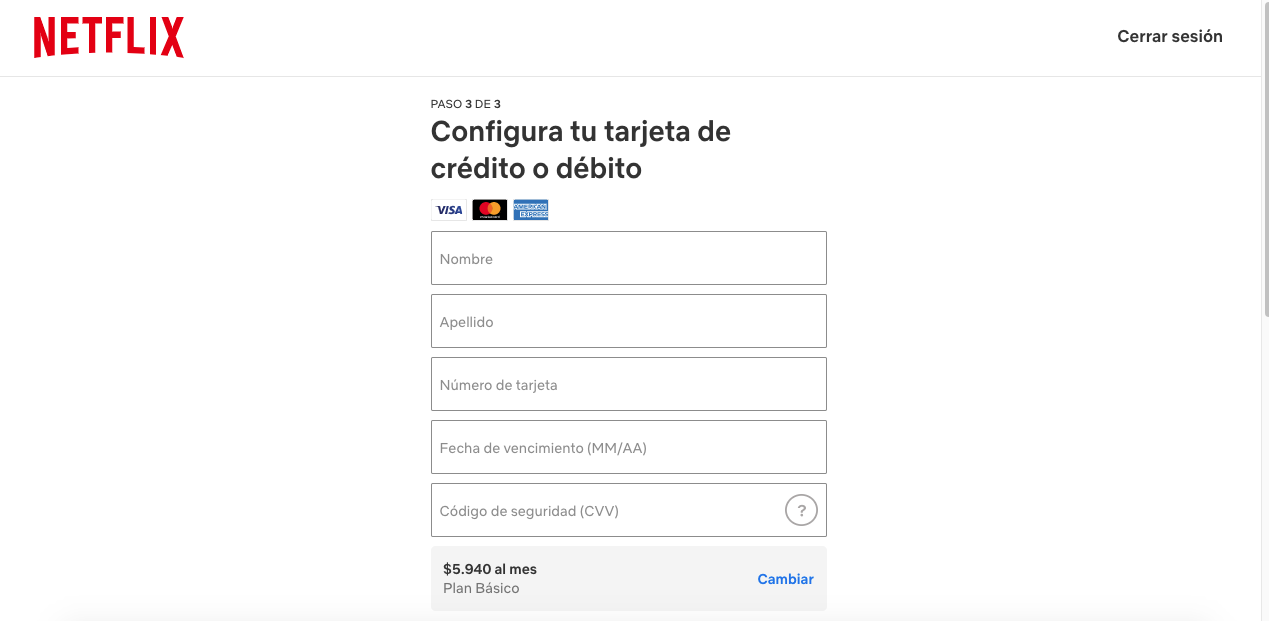 NETFLIX
Cerrar sesión
PASO 3 DE 3
Configura tu tarjeta de
crédito o débito
VISA
AMERICAN
EXPRESS
Nombre
Apellido
Número de tarjeta
Fecha de vencimiento (MM/AA)
Código de seguridad (CVV)
?
$5.940 al mes
Plan Básico
Cambiar